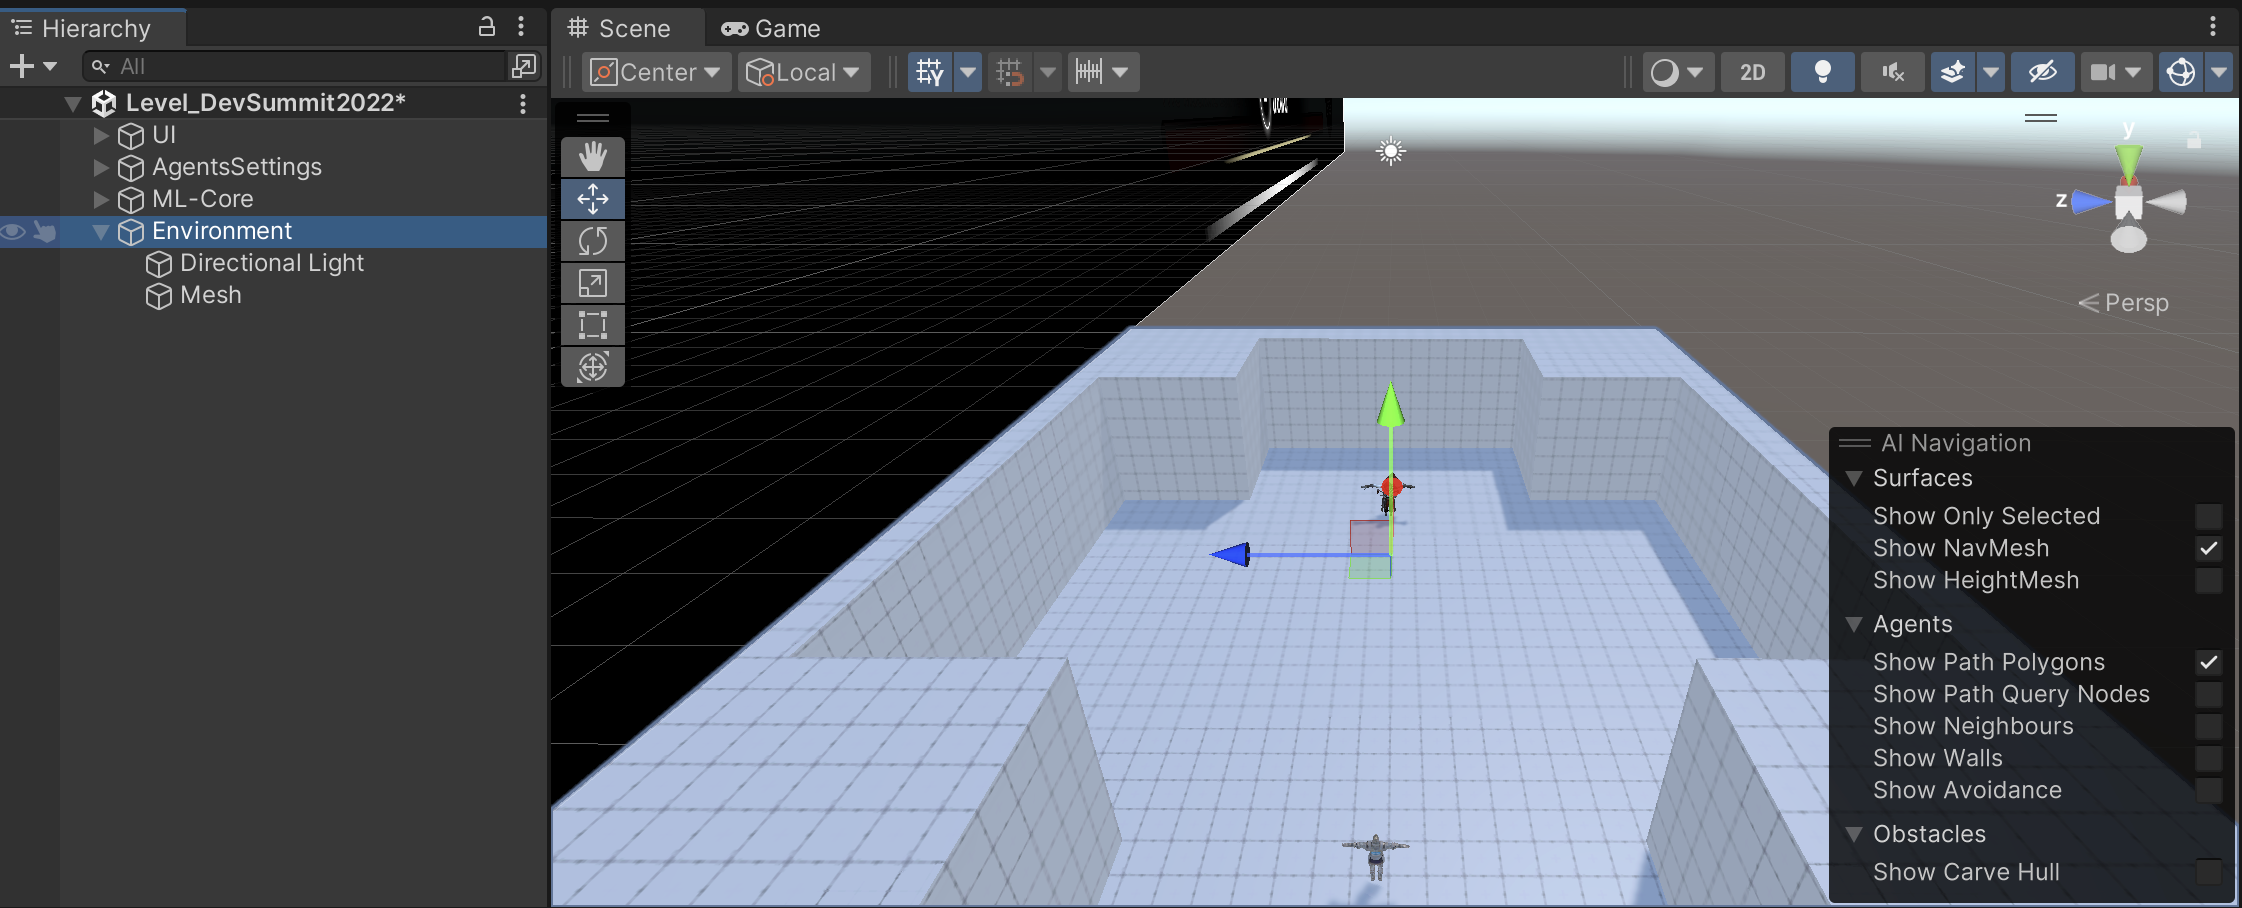 Hierarchy
All
Level_DevSummit2022*
UI
AgentsSettings
ML-Core
Environment
Directional Light
Mesh
Scene
Game
Center
Local
2D
y
z
Persp
AI Navigation
Surfaces
Show Only Selected
Show NavMesh
Show HeightMesh
Agents
Show Path Polygons
Show Path Query Nodes
Show Neighbours
Show Walls
Show Avoidance
Obstacles
Show Carve Hull